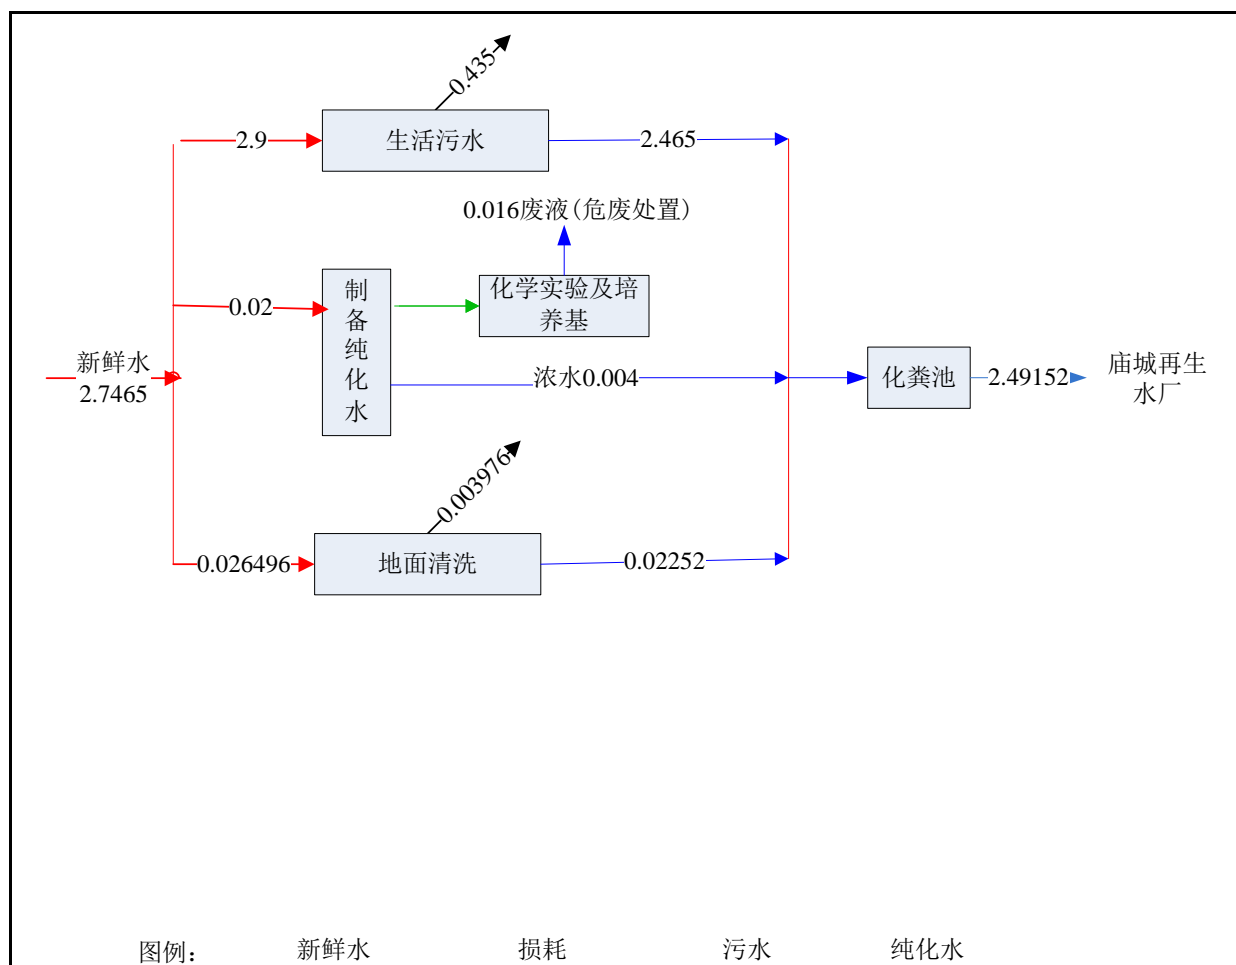 0.435
2.9
生活污水
2.465
0.016废液(危废处置)
制
备
纯
化
水
化学实验及培
养基
0.02
新鲜水
2.7465
浓水0.004
化粪池
2.49152
庙城再生
水厂
0.003976
0.026496
地面清洗
0.02252
图例：
新鲜水
损耗
污水
纯化水